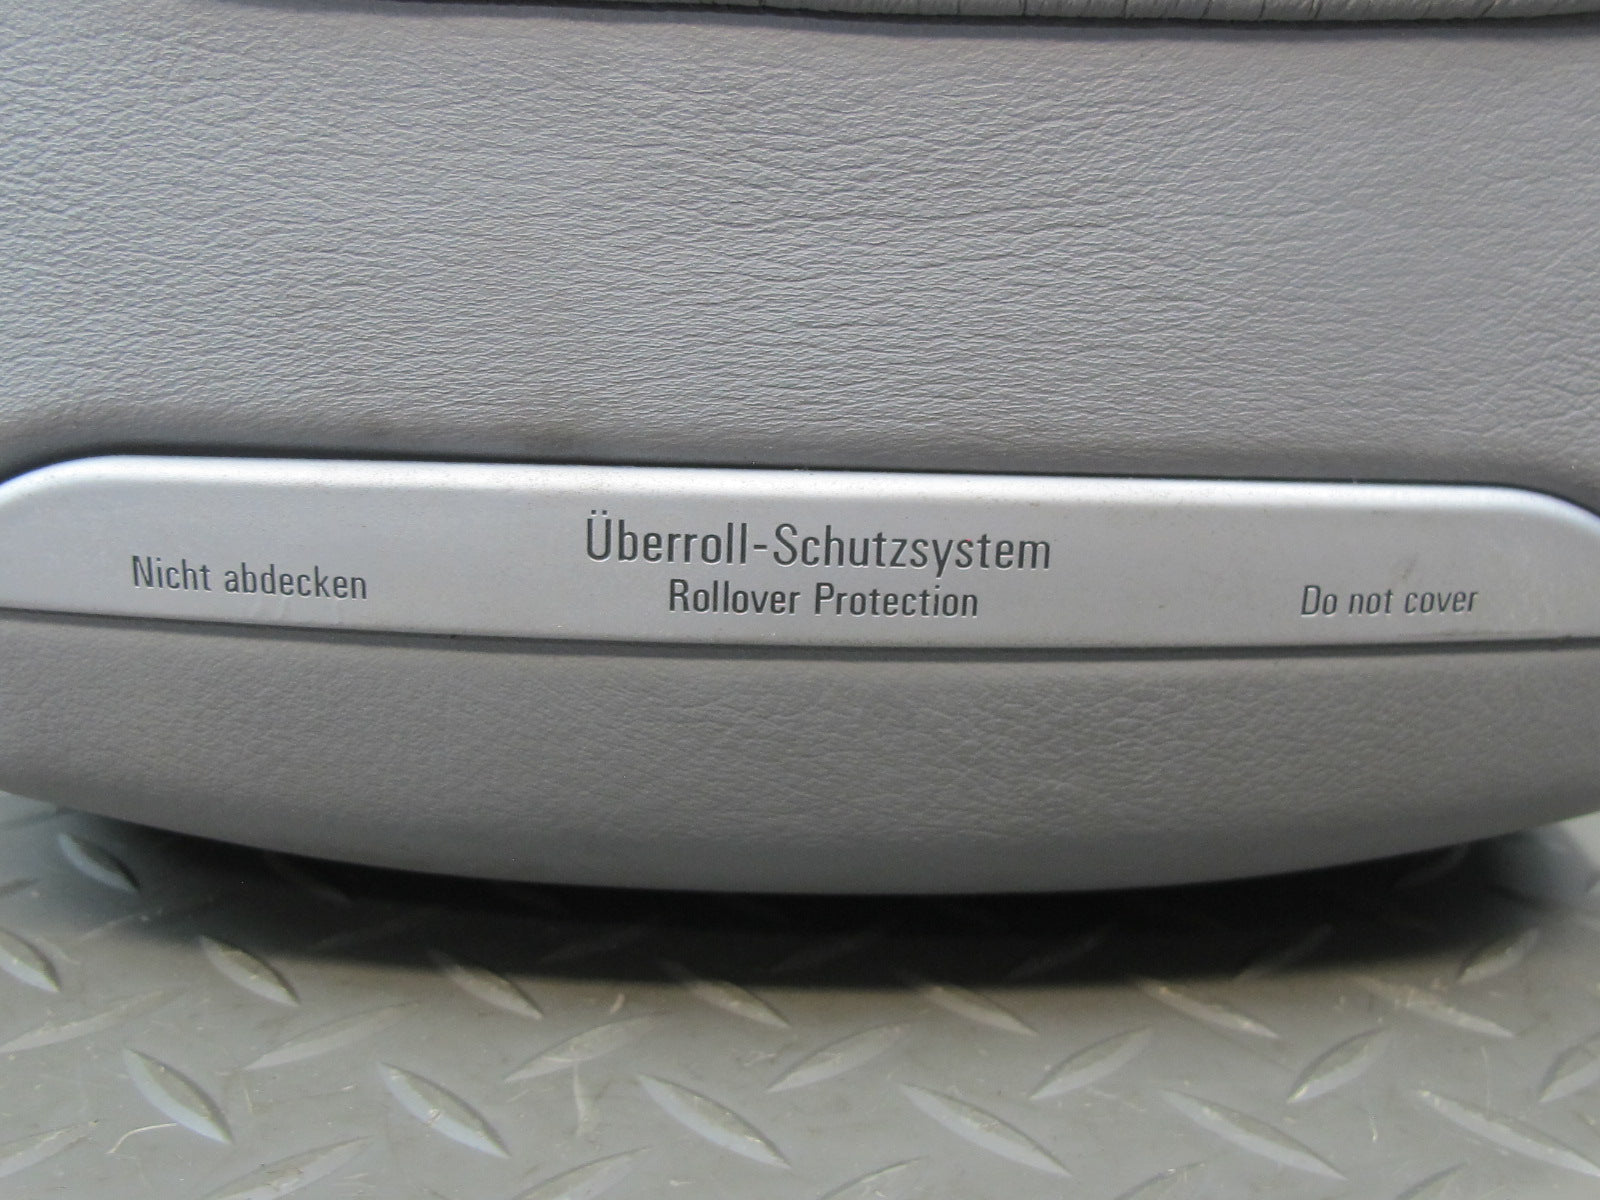 Überroll-Schutzsystem
Nicht abdecken
Rollover Protection
Do not cover